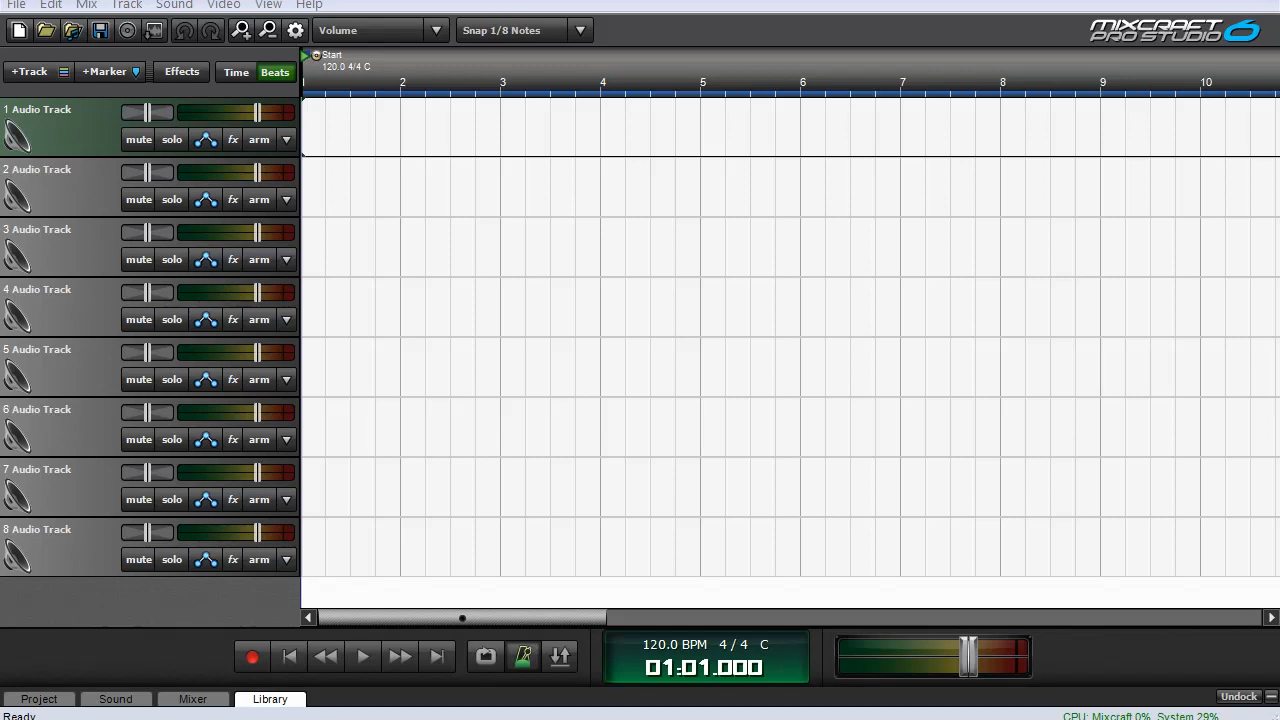 File Edit Mix Track Sound Video View Help
Volume Snap 1/8 Notes MIXCRAFT
PRO STUDIO 6
+Track +Marker Effects Time Beats
Start
120.0 4/4 C
2 3 4 5 6 7 8 9 10
1 Audio Track
mute solo fx arm
2 Audio Track
mute solo fx arm
3 Audio Track
mute solo fx arm
4 Audio Track
mute solo fx arm
5 Audio Track
mute solo fx arm
6 Audio Track
mute solo fx arm
7 Audio Track
mute solo fx arm
8 Audio Track
mute solo fx arm
120.0 BPM 4 / 4 C
01:01.000
Project Sound Mixer Library Undock
Ready CPU: Mixcraft 0%, System 29%